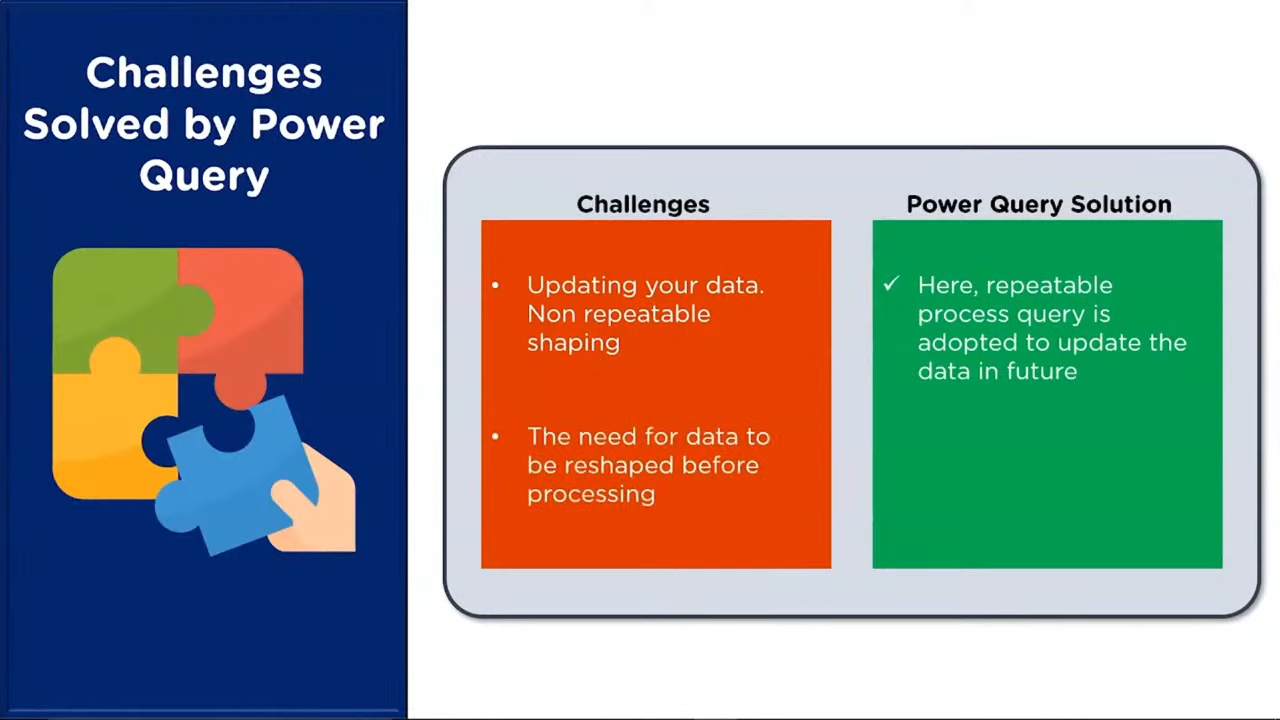 Challenges
Solved by Power
Query
Challenges
• Updating your data.
Non repeatable
shaping
• The need for data to
be reshaped before
processing
Power Query Solution
✓ Here, repeatable
process query is
adopted to update the
data in future